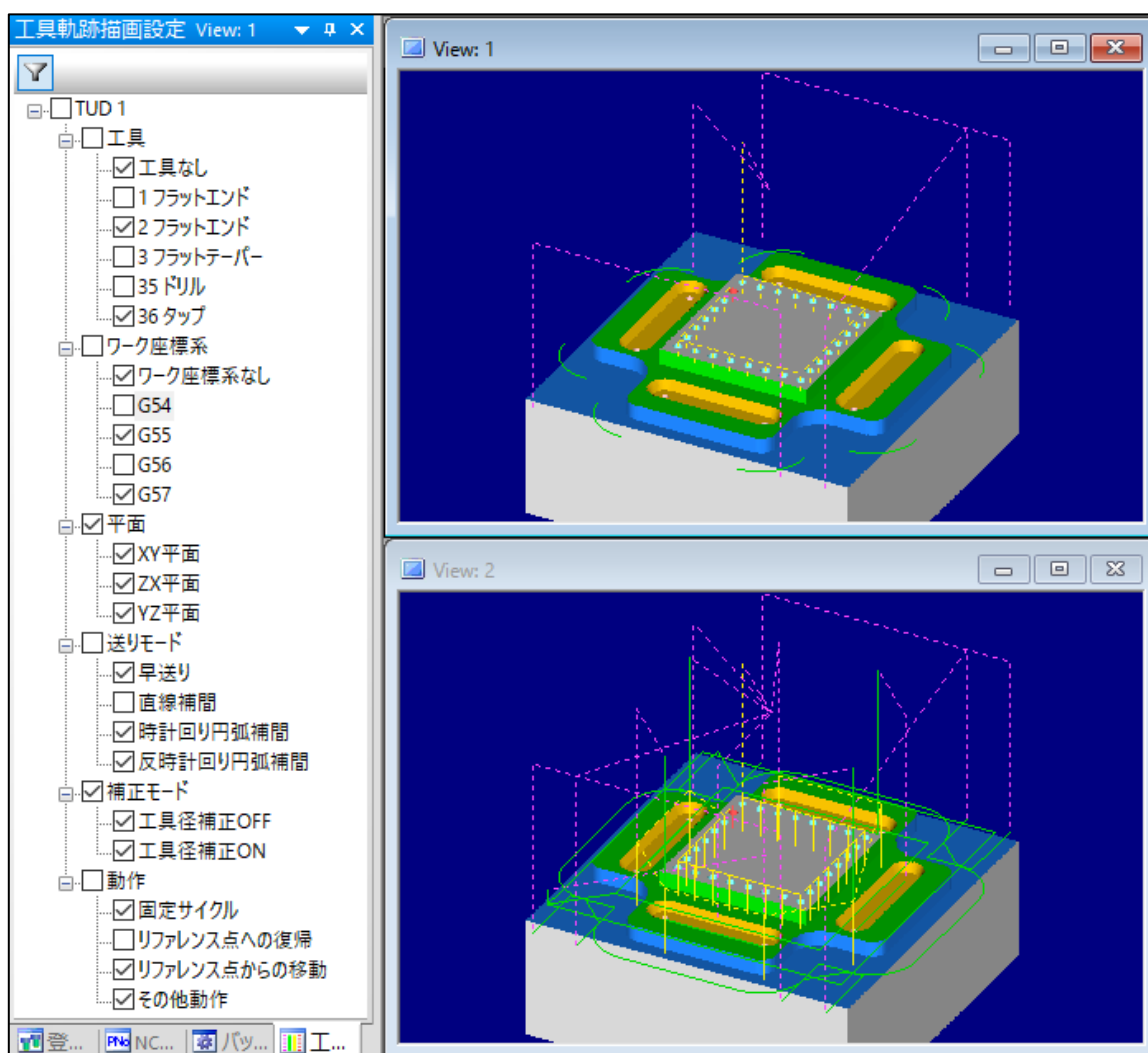 工具軌跡描画設定 View: 1
TUD 1
工具
工具なし
1 フラットエンド
2 フラットエンド
3 フラットテーパー
35 ドリル
36 タップ
ワーク座標系
ワーク座標系なし
G54
G55
G56
G57
平面
XY平面
ZX平面
YZ平面
送りモード
早送り
直線補間
時計回り円弧補間
反時計回り円弧補間
補正モード
工具径補正OFF
工具径補正ON
動作
固定サイクル
リファレンス点への復帰
リファレンス点からの移動
その他動作
登... PNo NC... バッ... 工...
View: 1
View: 2